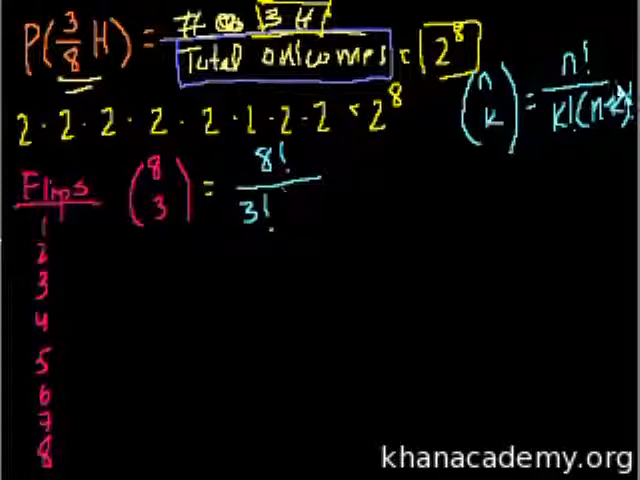 P(3/8 H) = # 3 H / Total outcomes = 2^8
2 · 2 · 2 · 2 · 2 · 2 · 2 · 2 = 2^8
(n k) = n! / k!(n-k)!
Flips (8 3) = 8! / 3!
1
2
3
4
5
6
7
8
khanacademy.org